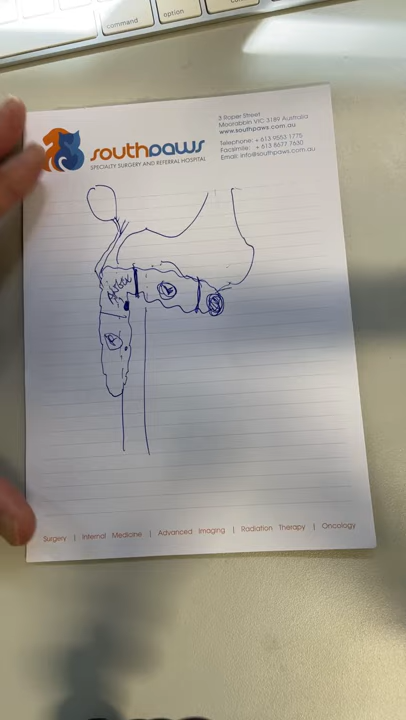 command
option
southpaws
SPECIALTY SURGERY AND REFERRAL HOSPITAL
3 Roper Street
Moorabbin VIC 3189 Australia
www.southpaws.com.au
Telephone: + 613 9553 1775
Facsimile: + 613 8677 7630
Email: info@southpaws.com.au
Surgery | Internal Medicine | Advanced Imaging | Radiation Therapy | Oncology